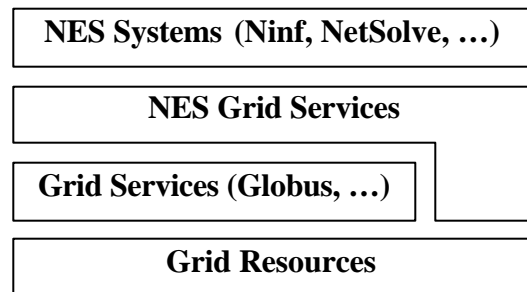 NES Systems (Ninf, NetSolve, …)
NES Grid Services
Grid Services (Globus, …)
Grid Resources